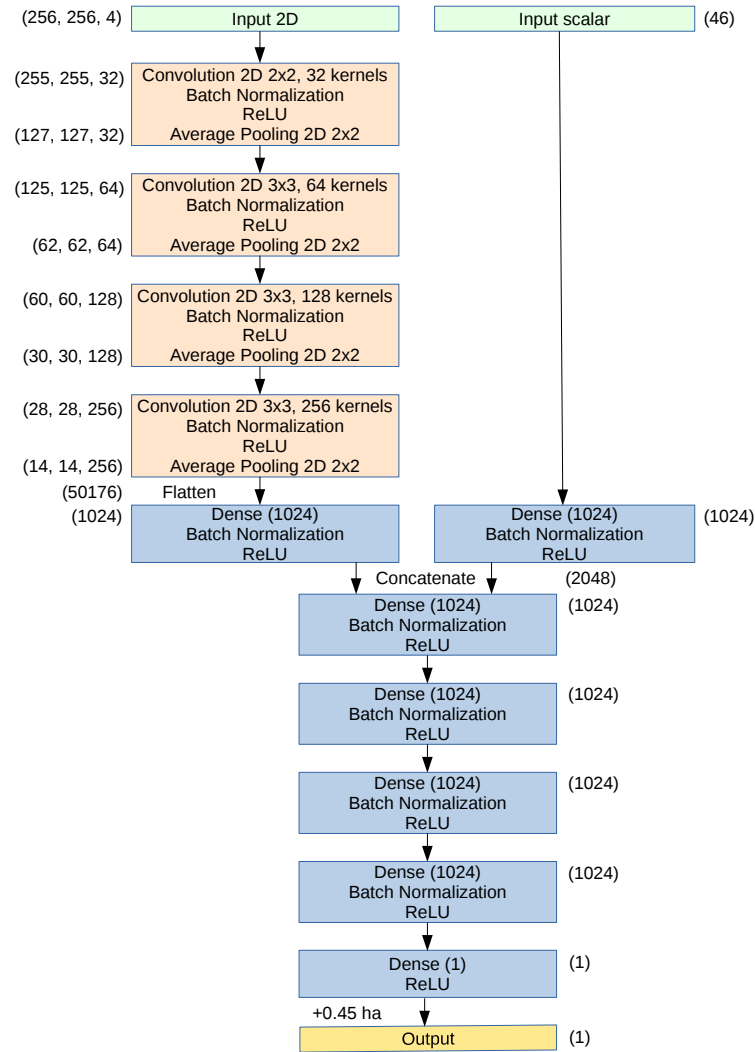 (256, 256, 4) Input 2D Input scalar (46)
(255, 255, 32) Convolution 2D 2x2, 32 kernels
Batch Normalization
ReLU
(127, 127, 32) Average Pooling 2D 2x2
(125, 125, 64) Convolution 2D 3x3, 64 kernels
Batch Normalization
ReLU
(62, 62, 64) Average Pooling 2D 2x2
(60, 60, 128) Convolution 2D 3x3, 128 kernels
Batch Normalization
ReLU
(30, 30, 128) Average Pooling 2D 2x2
(28, 28, 256) Convolution 2D 3x3, 256 kernels
Batch Normalization
ReLU
(14, 14, 256) Average Pooling 2D 2x2
(50176) Flatten
(1024) Dense (1024) Dense (1024) (1024)
Batch Normalization Batch Normalization
ReLU ReLU
Concatenate (2048)
Dense (1024) (1024)
Batch Normalization
ReLU
Dense (1024) (1024)
Batch Normalization
ReLU
Dense (1024) (1024)
Batch Normalization
ReLU
Dense (1024) (1024)
Batch Normalization
ReLU
Dense (1) (1)
ReLU
+0.45 ha
Output (1)